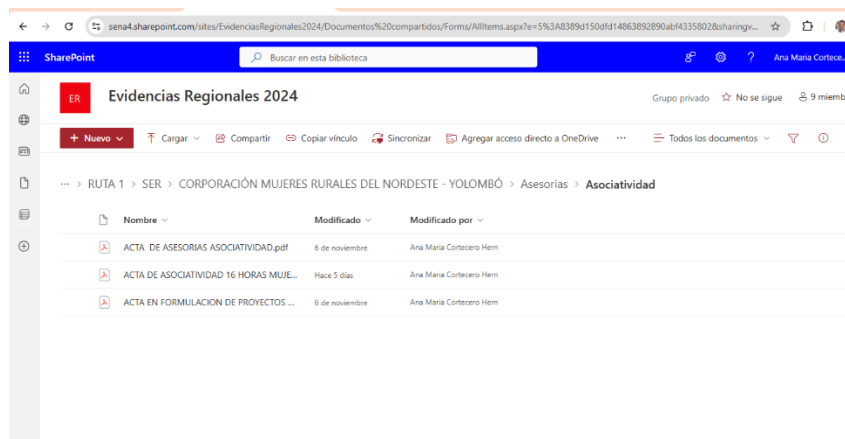 sena4.sharepoint.com/sites/EvidenciasRegionales2024/Documentos%20compartidos/Forms/AllItems.aspx?e=5%3A8389d150dfd14863892890abf4335802&sharingv...
SharePoint
Buscar en esta biblioteca
Ana Maria Cortece...
ER
Evidencias Regionales 2024
Grupo privado No se sigue 9 miemb
+ Nuevo Cargar Compartir Copiar vínculo Sincronizar Agregar acceso directo a OneDrive ... Todos los documentos
... > RUTA 1 > SER > CORPORACIÓN MUJERES RURALES DEL NORDESTE - YOLOMBÓ > Asesorias > Asociatividad
Nombre Modificado Modificado por
ACTA DE ASESORIAS ASOCIATIVIDAD.pdf 6 de noviembre Ana Maria Cortecero Hern
ACTA DE ASOCIATIVIDAD 16 HORAS MUJE... Hace 5 días Ana Maria Cortecero Hern
ACTA EN FORMULACION DE PROYECTOS ... 6 de noviembre Ana Maria Cortecero Hern